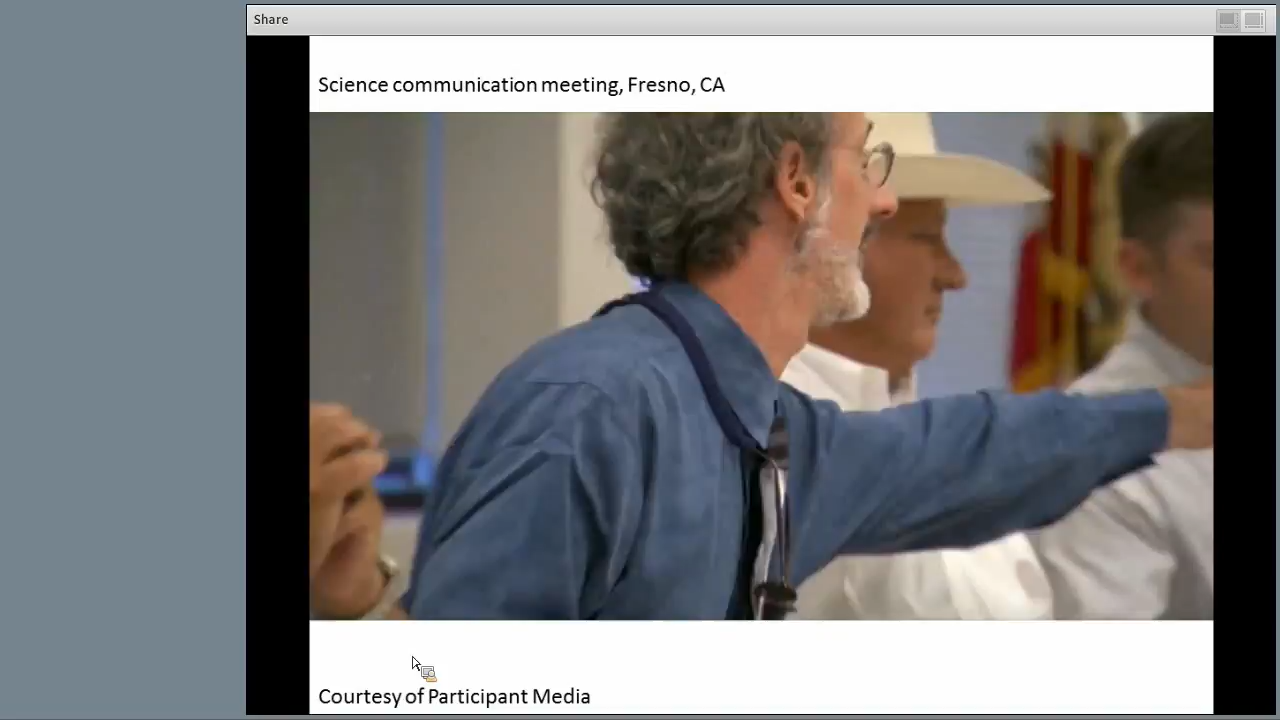 Share
Science communication meeting, Fresno, CA
Courtesy of Participant Media